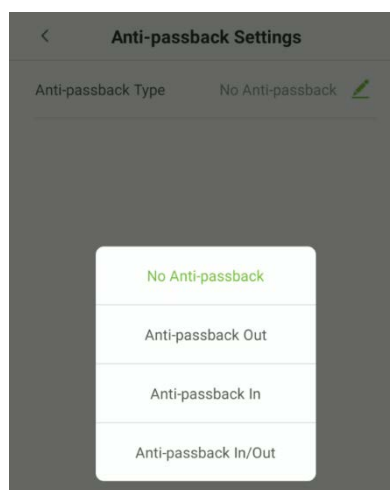 Anti-passback Settings
Anti-passback Type No Anti-passback
No Anti-passback
Anti-passback Out
Anti-passback In
Anti-passback In/Out